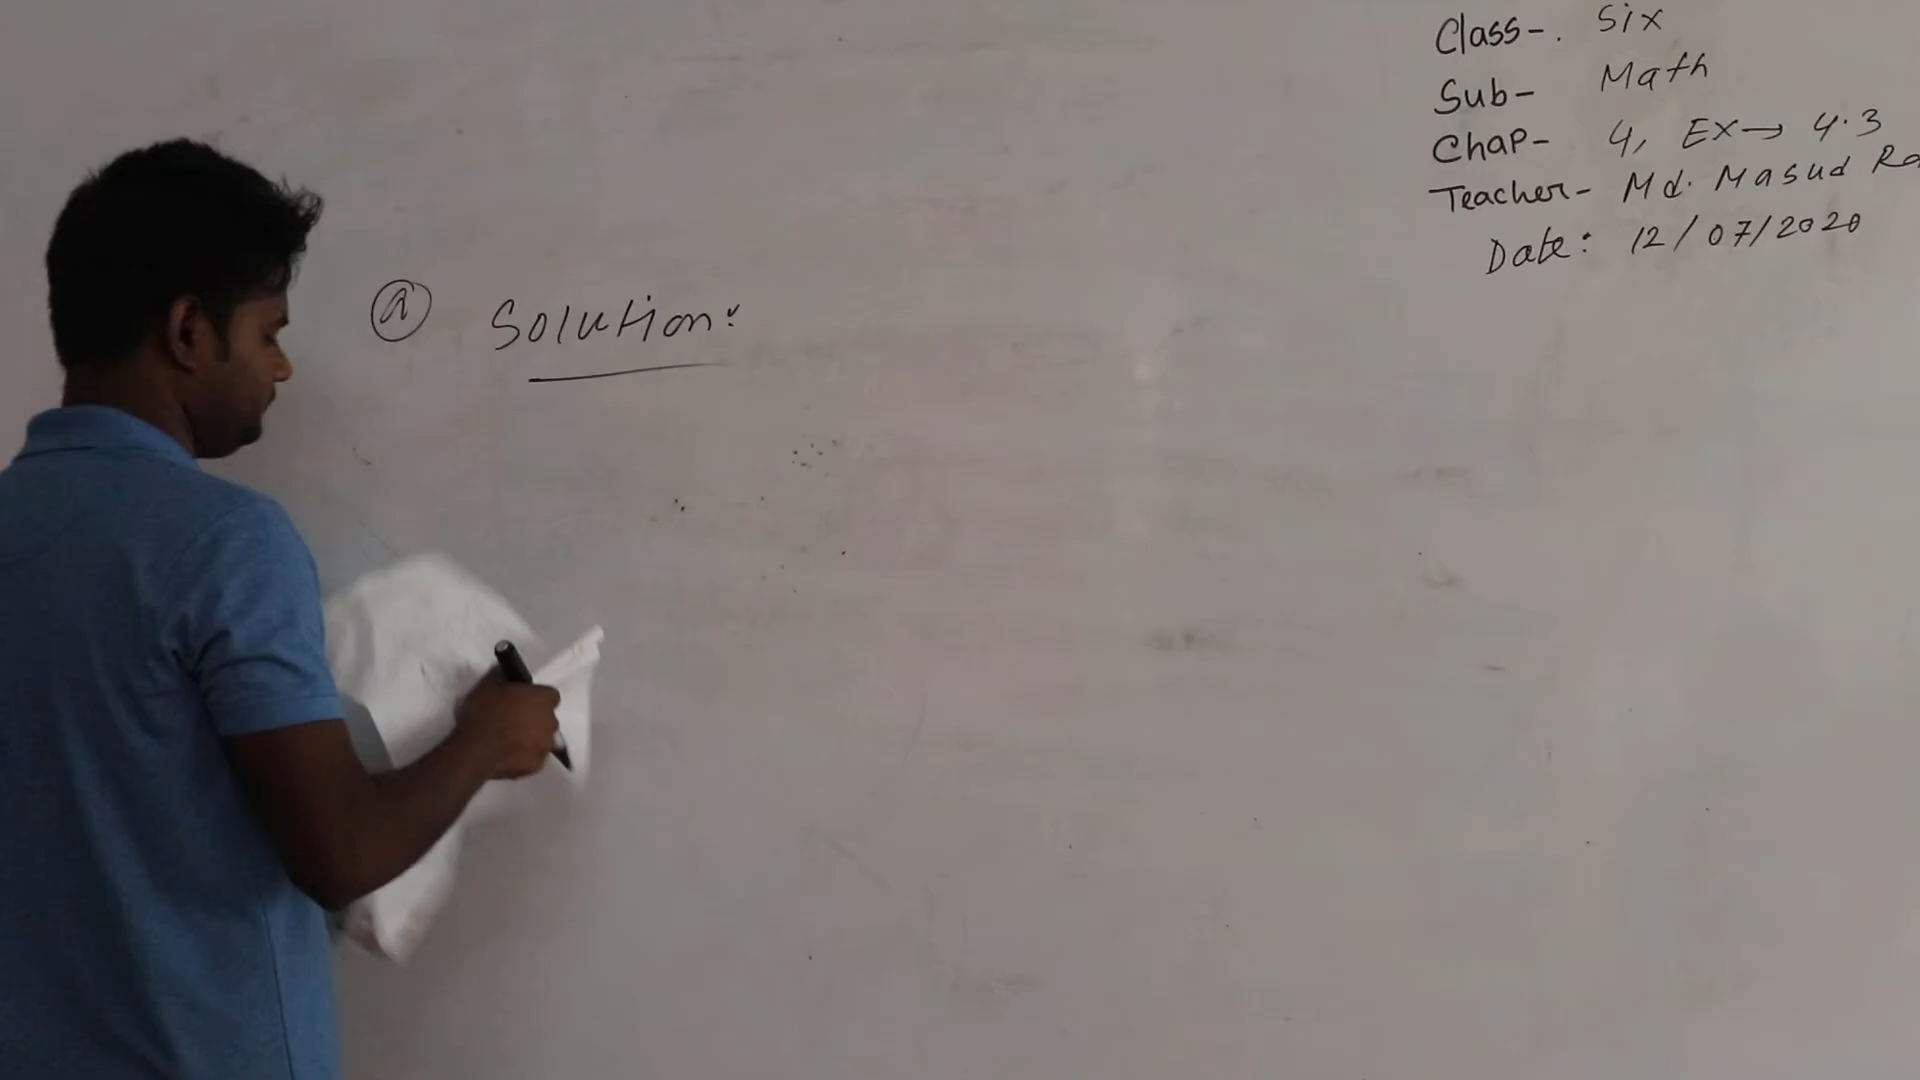 Class-. Six
Sub- Math
Chap- 4, Ex→ 4.3
Teacher- Md. Masud
Date: 12/07/2020
a Solution: